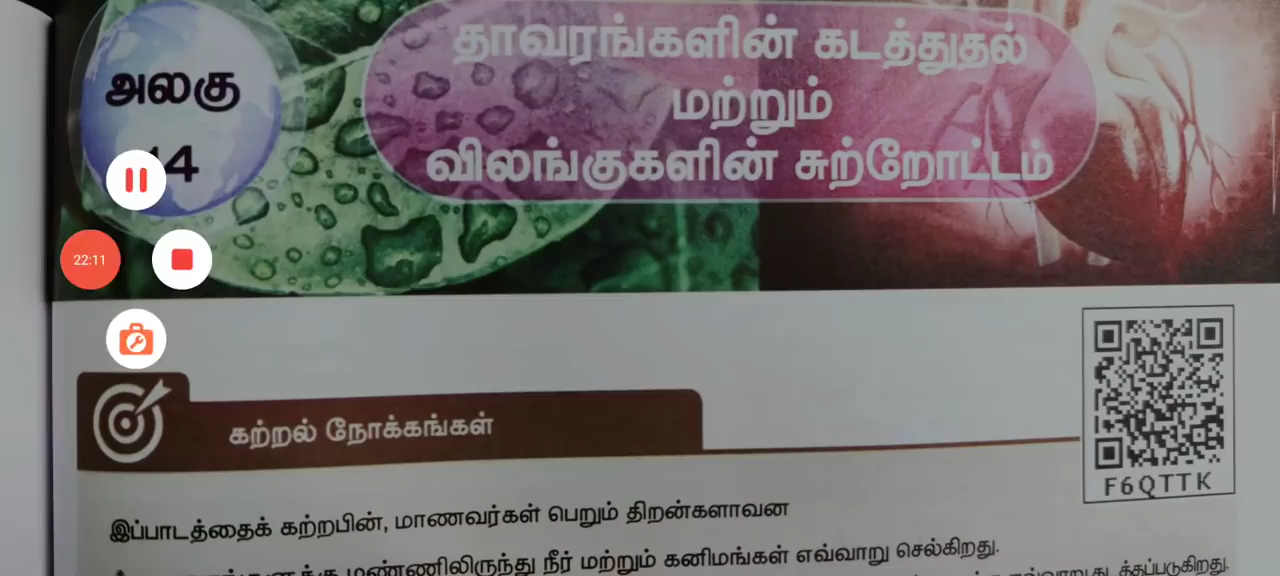 அலகு
14
தாவரங்களின் கடத்துதல்
மற்றும்
விலங்குகளின் சுற்றோட்டம்
22:11
கற்றல் நோக்கங்கள்
F6QTTK
இப்பாடத்தைக் கற்றபின், மாணவர்கள் பெறும் திறன்களாவன
மண்ணிலிருந்து நீர் மற்றும் கனிமங்கள் எவ்வாறு செல்கிறது.